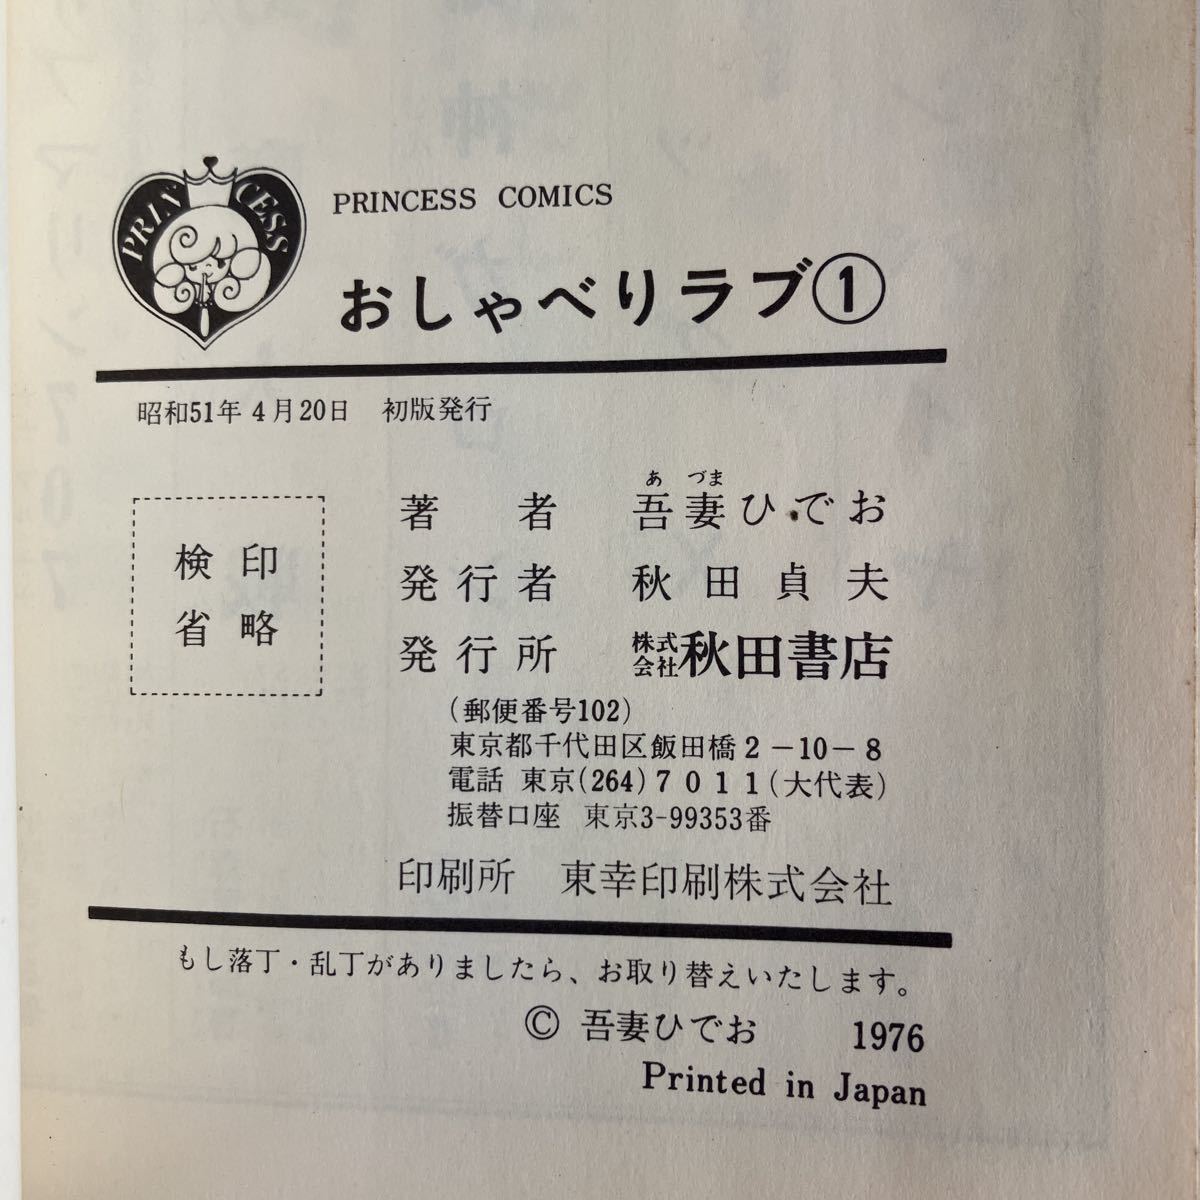 PRINCESS
PRINCESS COMICS
おしゃべりラブ①
昭和51年4月20日 初版発行
検印
省略
著者 吾妻ひでお
あづま
発行者 秋田貞夫
発行所 株式会社秋田書店
(郵便番号102)
東京都千代田区飯田橋2-10-8
電話 東京(264)7011(大代表)
振替口座 東京3-99353番
印刷所 東幸印刷株式会社
もし落丁・乱丁がありましたら、お取り替えいたします。
© 吾妻ひでお 1976
Printed in Japan